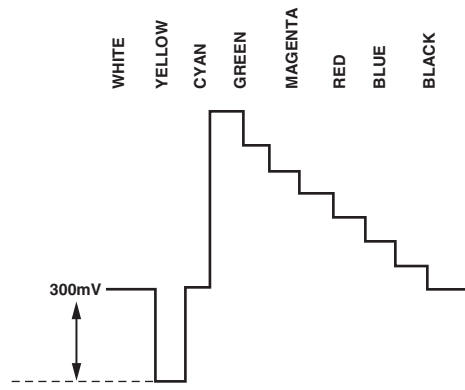 WHITE
YELLOW
CYAN
GREEN
MAGENTA
RED
BLUE
BLACK
300mV